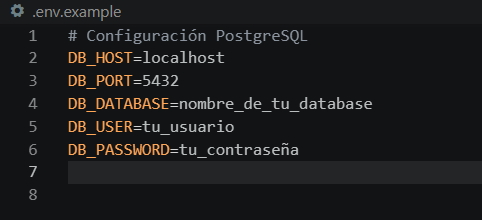 .env.example
1 # Configuración PostgreSQL
2 DB_HOST=localhost
3 DB_PORT=5432
4 DB_DATABASE=nombre_de_tu_database
5 DB_USER=tu_usuario
6 DB_PASSWORD=tu_contraseña
7
8